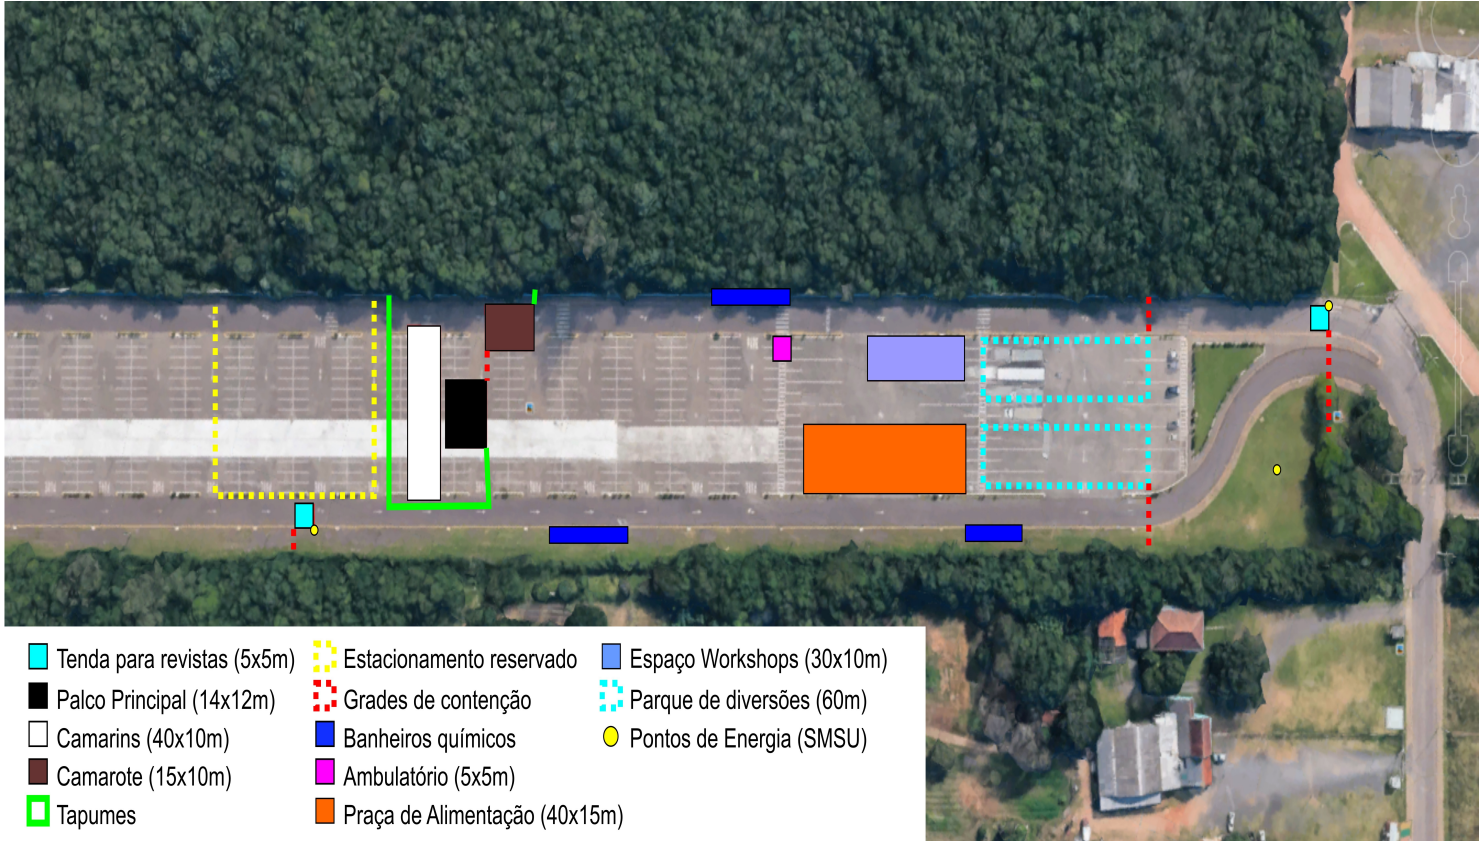 Tenda para revistas (5x5m)
Palco Principal (14x12m)
Camarins (40x10m)
Camarote (15x10m)
Tapumes
Estacionamento reservado
Grades de contenção
Banheiros químicos
Ambulatório (5x5m)
Praça de Alimentação (40x15m)
Espaço Workshops (30x10m)
Parque de diversões (60m)
Pontos de Energia (SMSU)